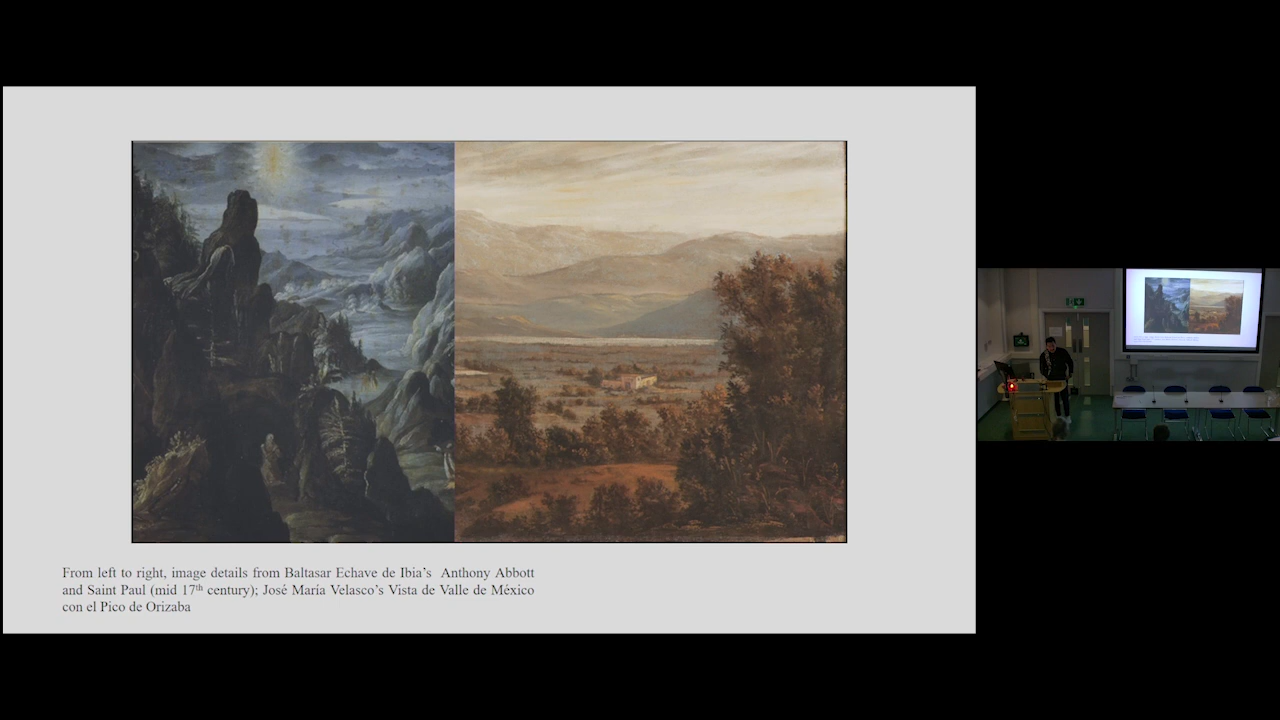 From left to right, image details from Baltasar Echave de Ibia’s  Anthony Abbott
and Saint Paul (mid 17th century); José María Velasco’s Vista de Valle de México
con el Pico de Orizaba